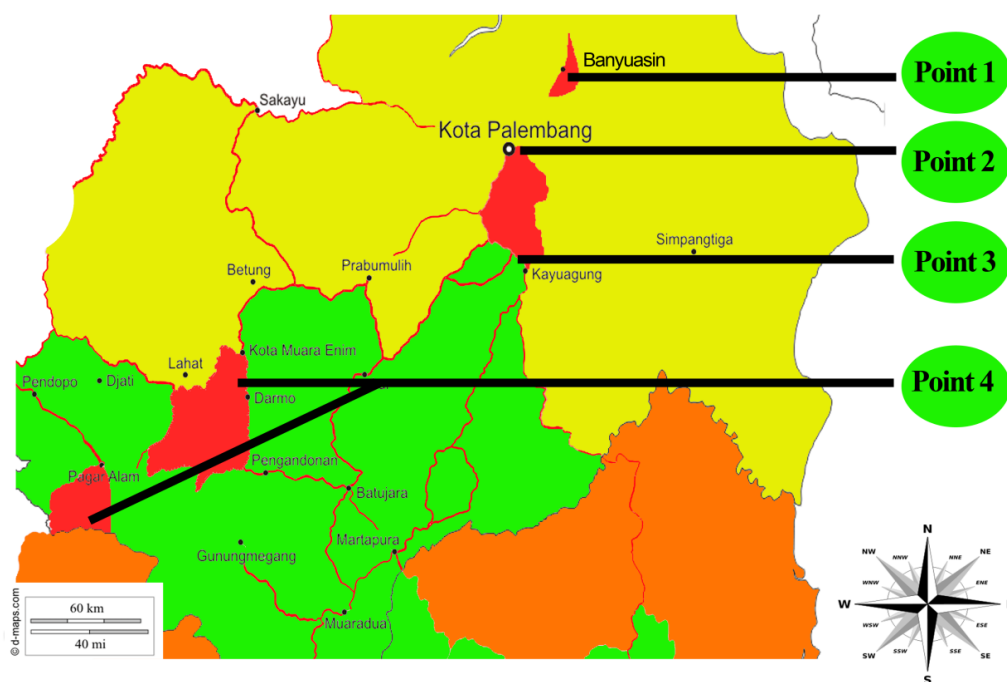 Banyuasin
Point 1
Sakayu
Kota Palembang
Point 2
Simpangtiga
Point 3
Betung
Prabumulih
Kayuagung
Kota Muara Enim
Lahat
Point 4
Pendopo
Djati
Darmo
Pagar Alam
Pengandonan
Batujara
Martapura
Gunungmegang
Muaradua
© d-maps.com
60 km
40 mi
N
NNW
NNE
NW
NE
WNW
ENE
W
E
WSW
ESE
SW
SE
SSW
SSE
S